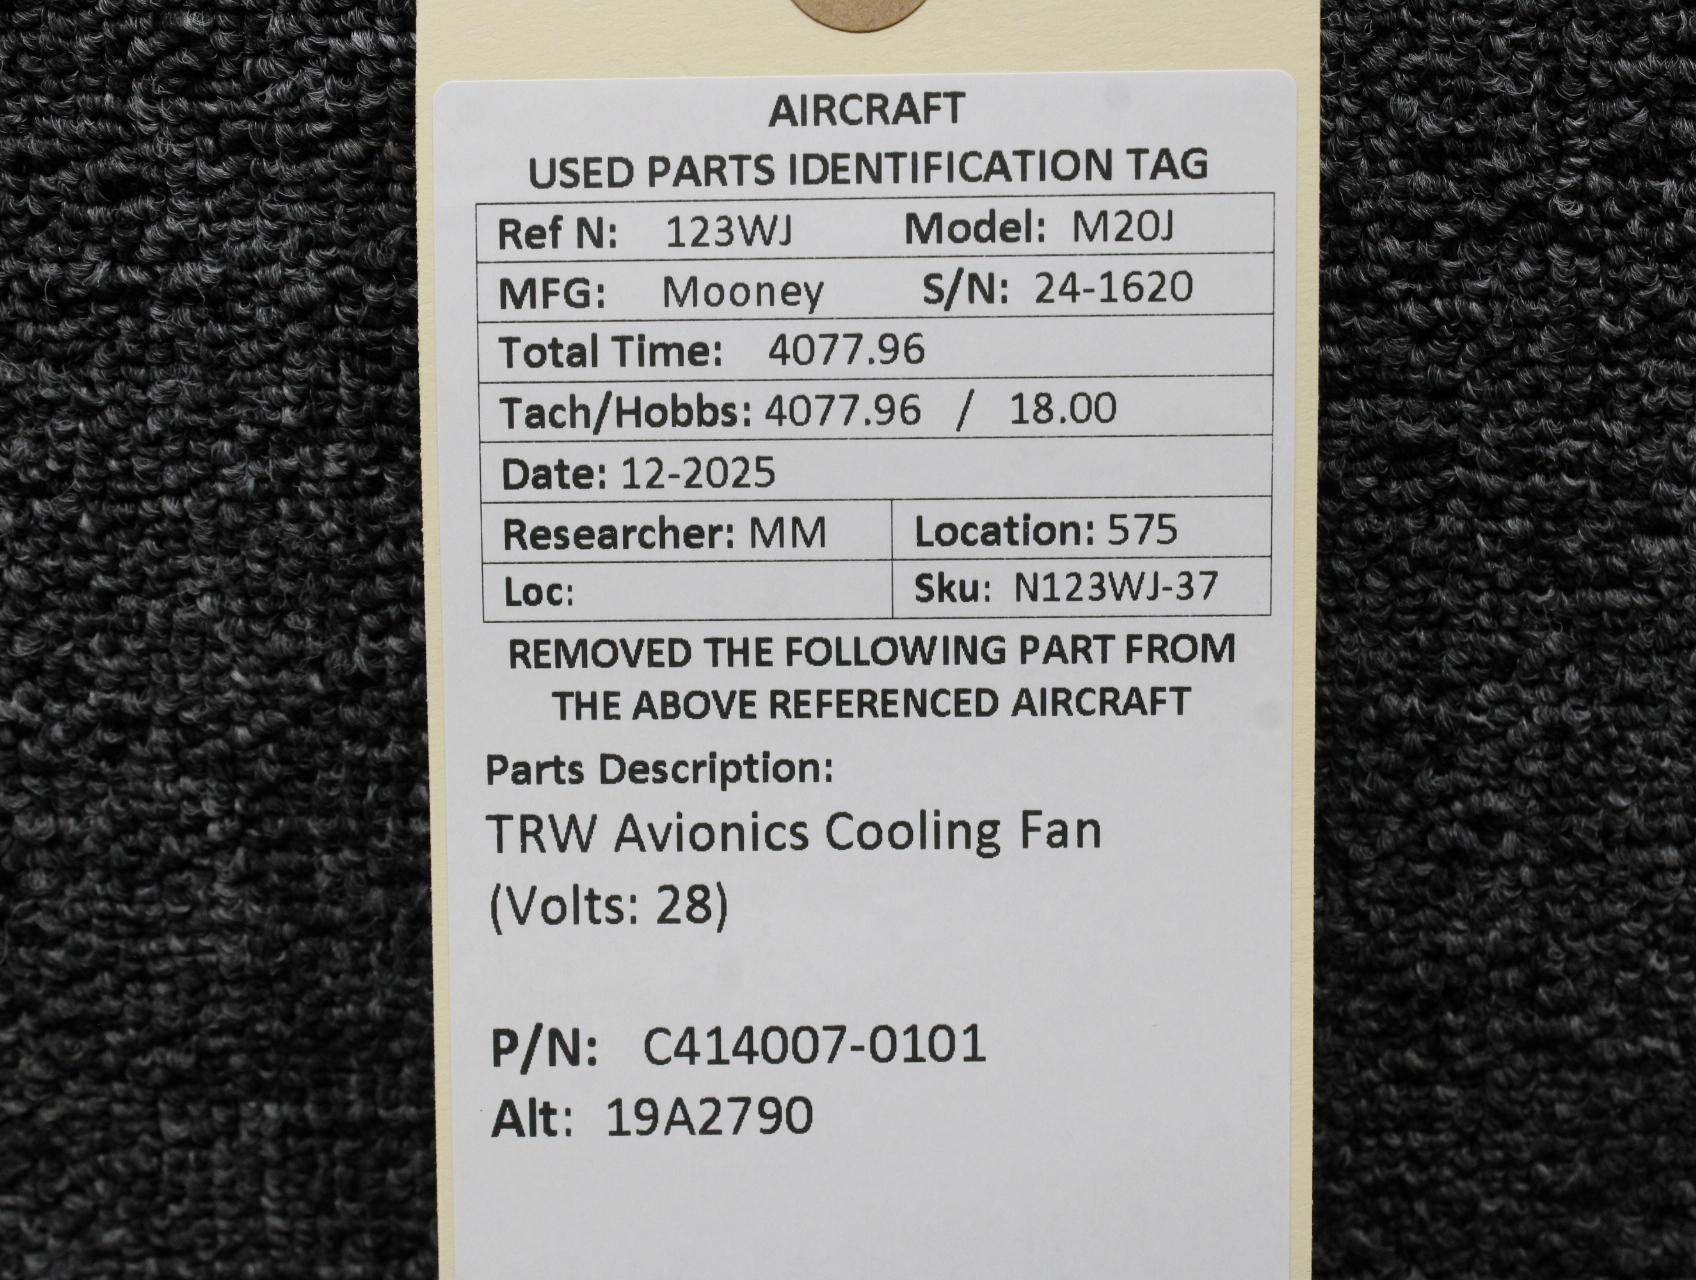 AIRCRAFT
USED PARTS IDENTIFICATION TAG
Ref N: 123WJ Model: M20J
MFG: Mooney S/N: 24-1620
Total Time: 4077.96
Tach/Hobbs: 4077.96 / 18.00
Date: 12-2025
Researcher: MM Location: 575
Loc: Sku: N123WJ-37
REMOVED THE FOLLOWING PART FROM
THE ABOVE REFERENCED AIRCRAFT
Parts Description:
TRW Avionics Cooling Fan
(Volts: 28)
P/N: C414007-0101
Alt: 19A2790